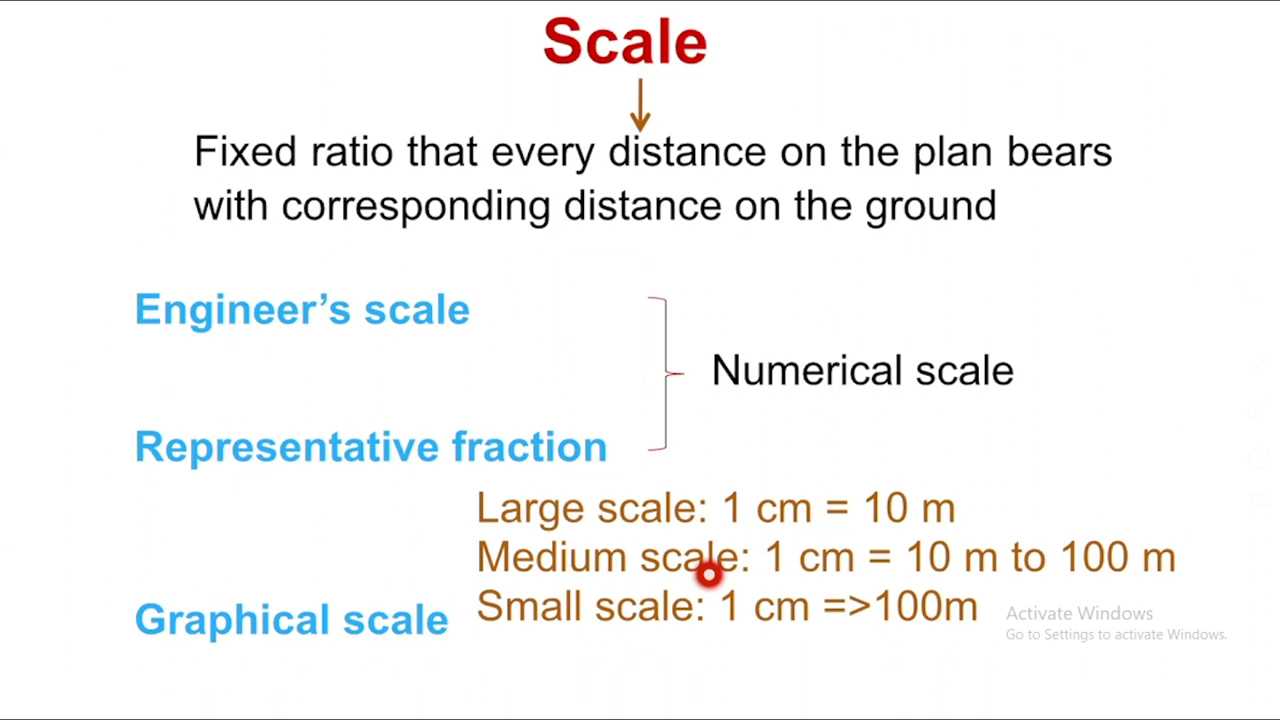 Scale
Fixed ratio that every distance on the plan bears
with corresponding distance on the ground
Engineer’s scale
Numerical scale
Representative fraction
Large scale: 1 cm = 10 m
Medium scale: 1 cm = 10 m to 100 m
Small scale: 1 cm =>100m
Graphical scale
Activate Windows
Go to Settings to activate Windows.